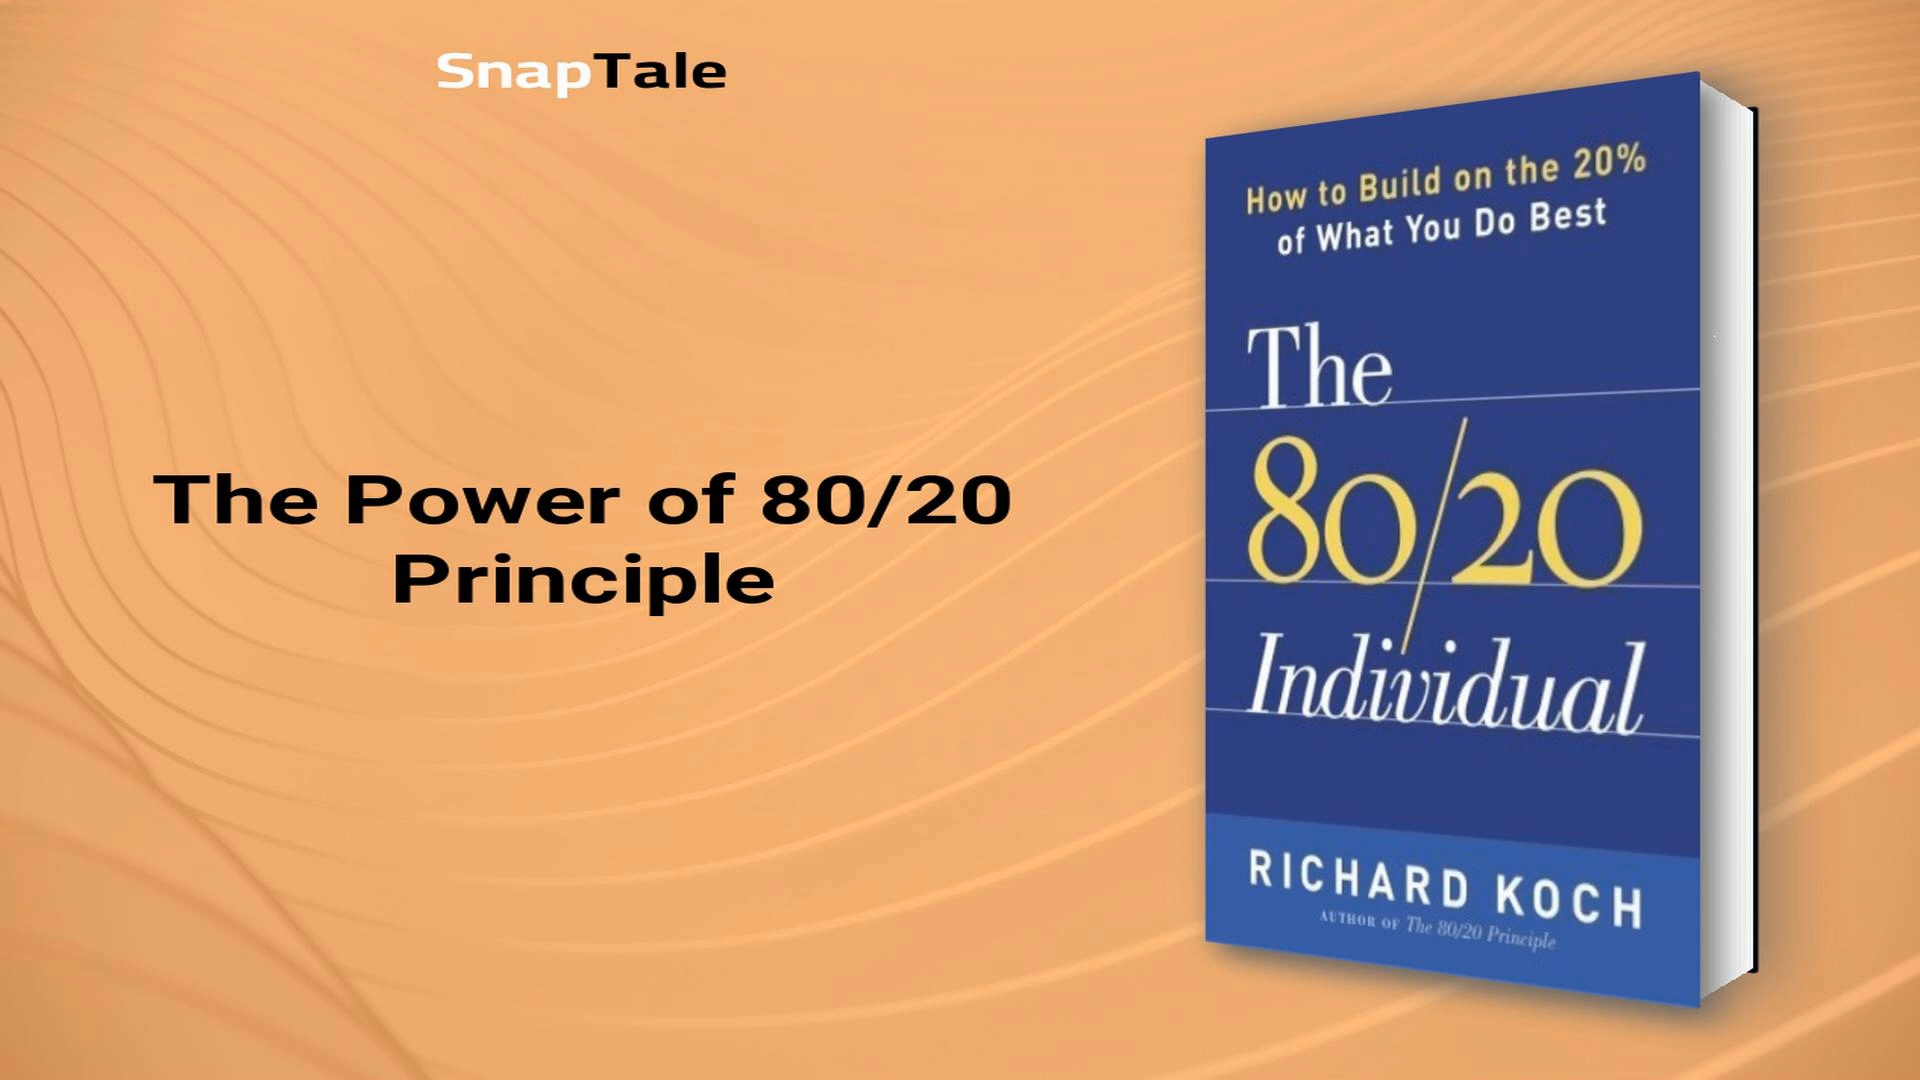 SnapTale
The Power of 80/20
Principle
How to Build on the 20%
of What You Do Best
The
80/20
Individual
RICHARD KOCH
AUTHOR OF The 80/20 Principle